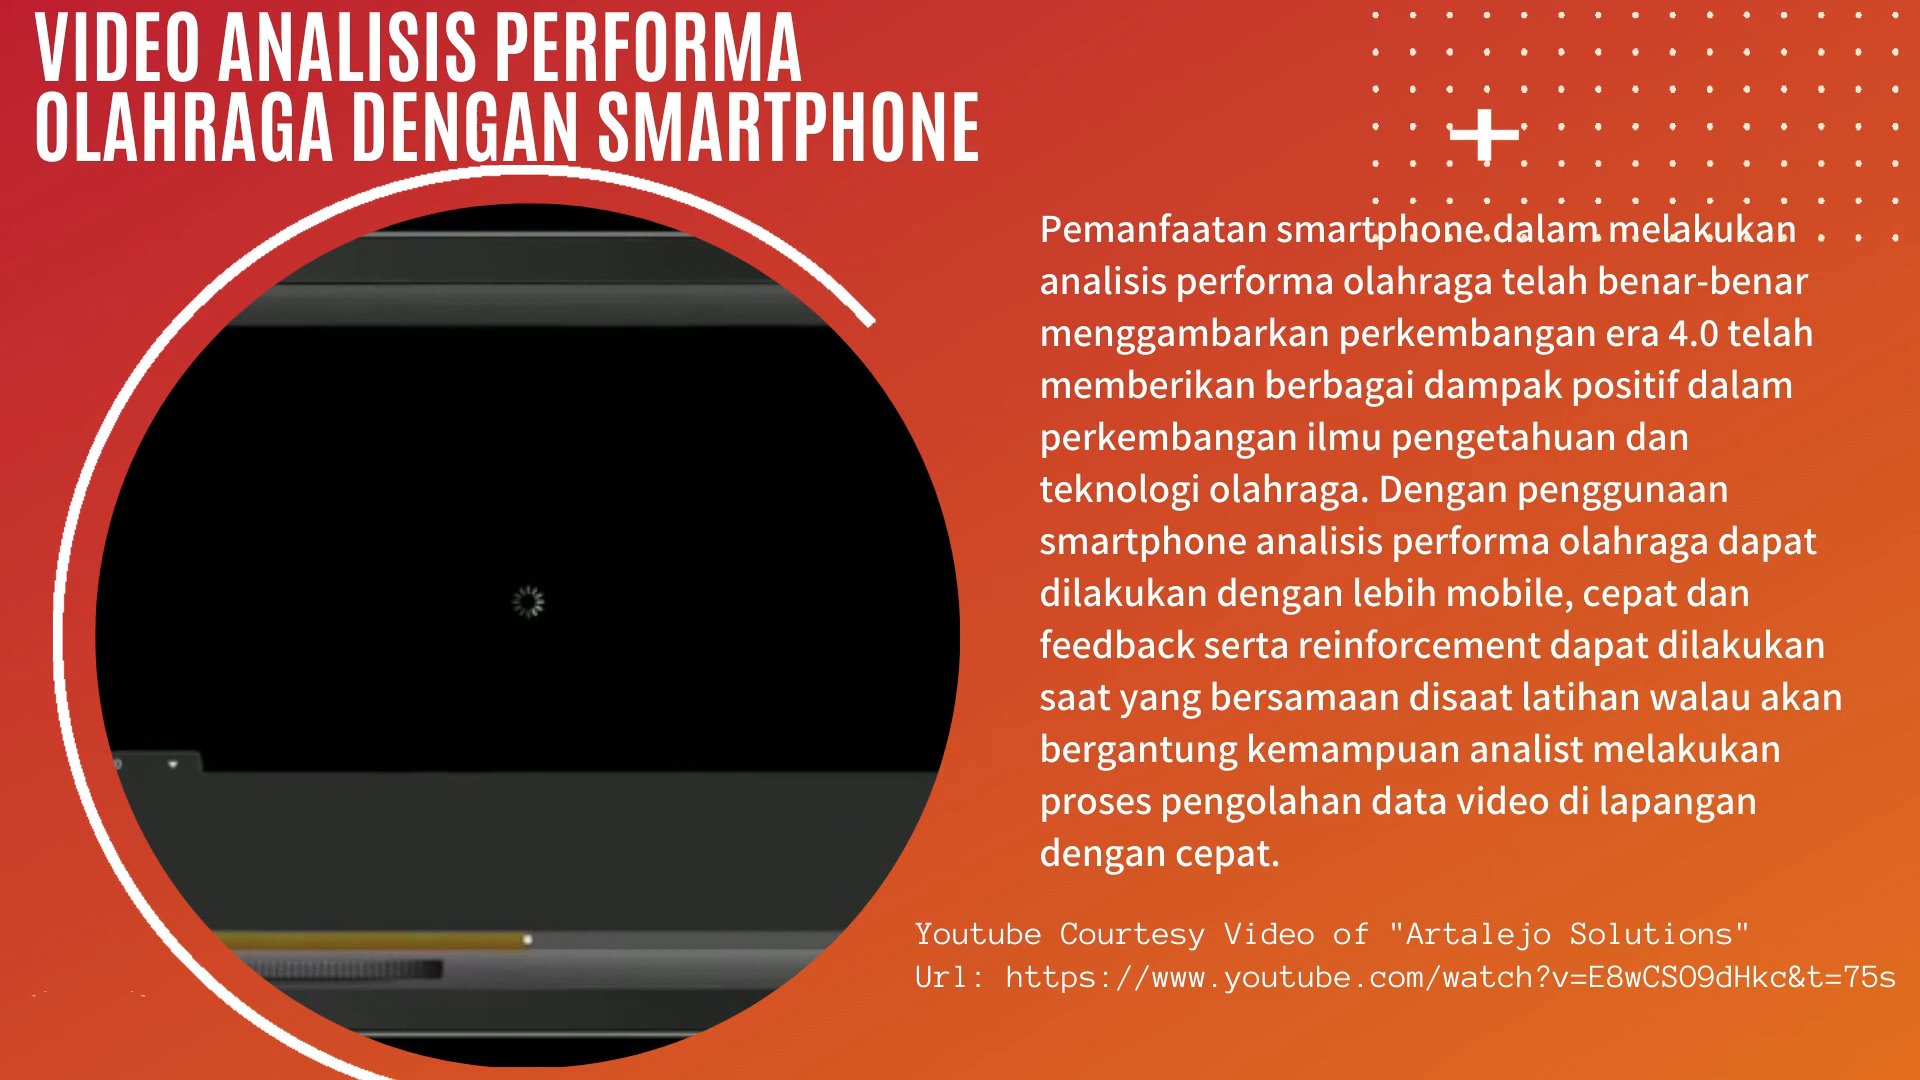 VIDEO ANALISIS PERFORMA
OLAHRAGA DENGAN SMARTPHONE
Pemanfaatan smartphone dalam melakukan
analisis performa olahraga telah benar-benar
menggambarkan perkembangan era 4.0 telah
memberikan berbagai dampak positif dalam
perkembangan ilmu pengetahuan dan
teknologi olahraga. Dengan penggunaan
smartphone analisis performa olahraga dapat
dilakukan dengan lebih mobile, cepat dan
feedback serta reinforcement dapat dilakukan
saat yang bersamaan disaat latihan walau akan
bergantung kemampuan analist melakukan
proses pengolahan data video di lapangan
dengan cepat.
Youtube Courtesy Video of "Artalejo Solutions"
Url: https://www.youtube.com/watch?v=E8wCSO9dHkc&t=75s